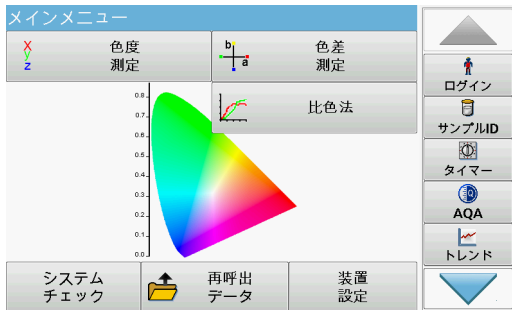 メインメニュー
X
y
z
色度
測定
b
a
色差
測定
比色法
0.8
0.7
0.6
0.5
0.4
0.3
0.2
0.1
0.0
システム
チェック
再呼出
データ
装置
設定
ログイン
サンプルID
タイマー
AQA
トレンド